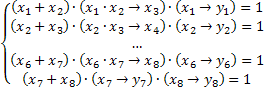 (x₁ + x₂) · (x₁ · x₂ → x₃) · (x₁ → y₁) = 1
(x₂ + x₃) · (x₂ · x₃ → x₄) · (x₂ → y₂) = 1
...
(x₆ + x₇) · (x₆ · x₇ → x₈) · (x₆ → y₆) = 1
(x₇ + x₈) · (x₇ → y₇) · (x₈ → y₈) = 1